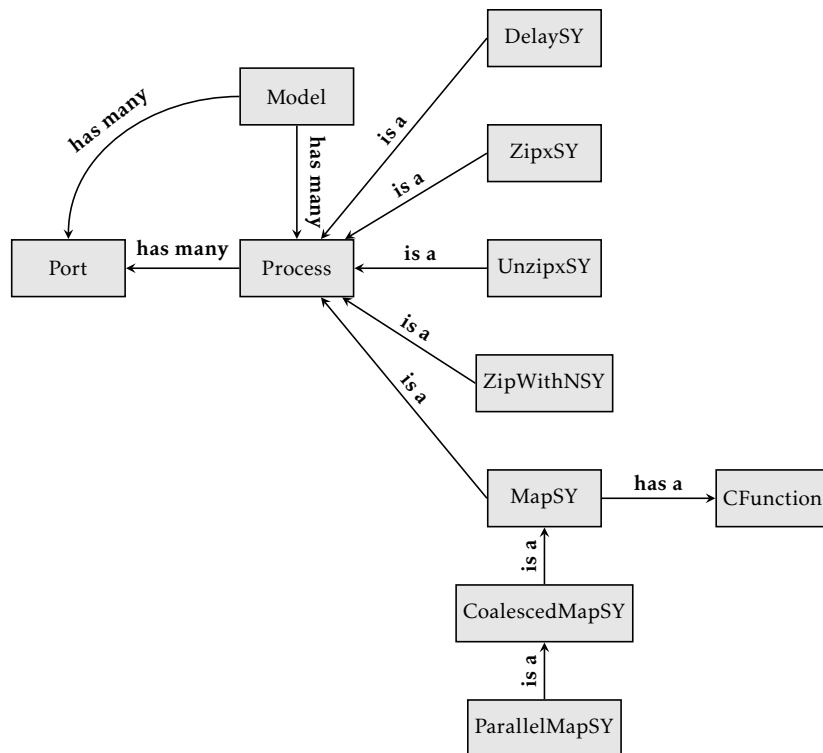 DelaySY
Model
has many
is a
has many
ZipxSY
is a
Port
has many
Process
is a
UnzipxSY
is a
ZipWithNSY
is a
MapSY
has a
CFunction
is a
CoalescedMapSY
is a
ParallelMapSY